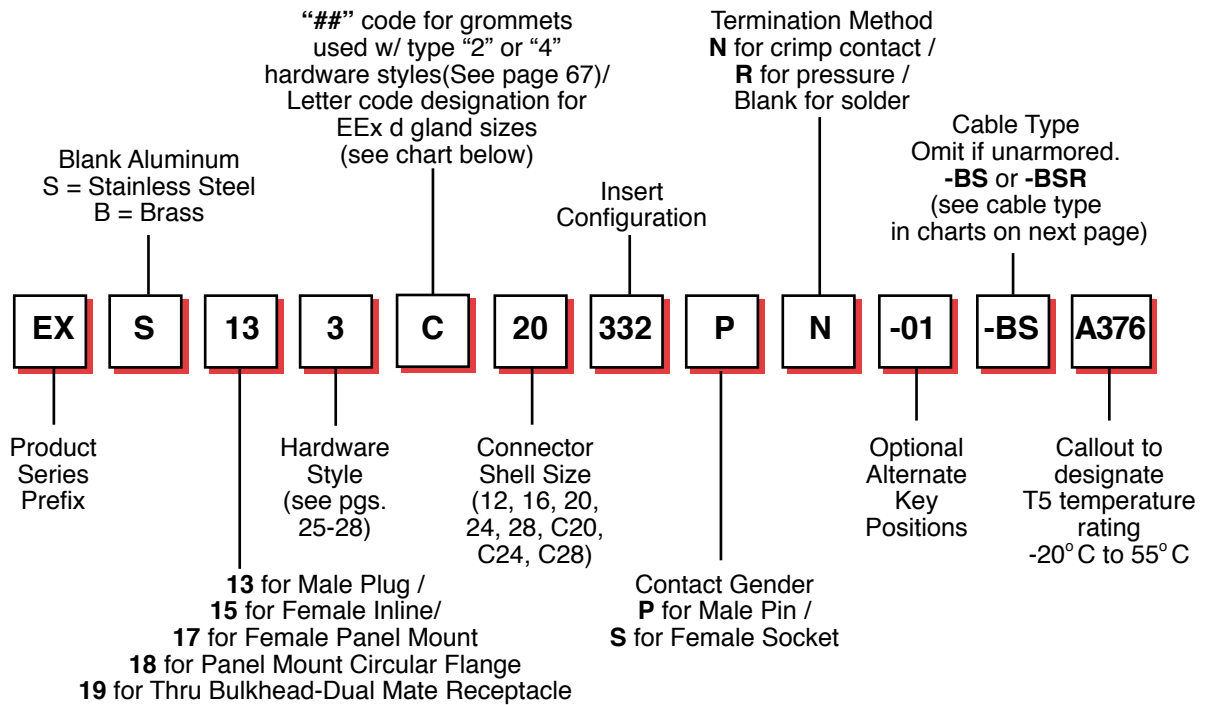 “##” code for grommets
used w/ type “2” or “4”
hardware styles(See page 67)/
Letter code designation for
EEx d gland sizes
(see chart below)
Termination Method
N for crimp contact /
R for pressure /
Blank for solder
Cable Type
Omit if unarmored.
-BS or -BSR
(see cable type
in charts on next page)
Blank Aluminum
S = Stainless Steel
B = Brass
Insert
Configuration
EX S 13 3 C 20 332 P N -01 -BS A376
Product
Series
Prefix
Hardware
Style
(see pgs.
25-28)
Connector
Shell Size
(12, 16, 20,
24, 28, C20,
C24, C28)
Optional
Alternate
Key
Positions
Callout to
designate
T5 temperature
rating
-20° C to 55° C
13 for Male Plug /
15 for Female Inline/
17 for Female Panel Mount
18 for Panel Mount Circular Flange
19 for Thru Bulkhead-Dual Mate Receptacle
Contact Gender
P for Male Pin /
S for Female Socket